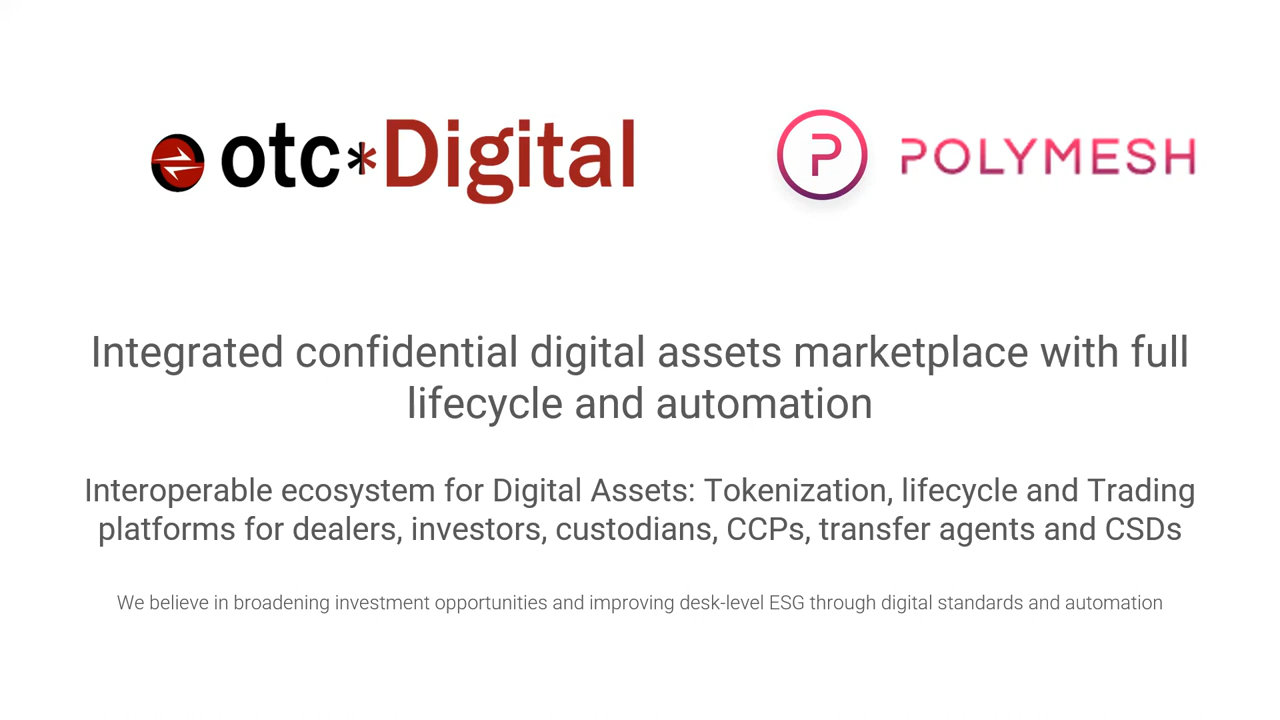 otc*Digital
P POLYMESH
Integrated confidential digital assets marketplace with full
lifecycle and automation
Interoperable ecosystem for Digital Assets: Tokenization, lifecycle and Trading
platforms for dealers, investors, custodians, CCPs, transfer agents and CSDs
We believe in broadening investment opportunities and improving desk-level ESG through digital standards and automation